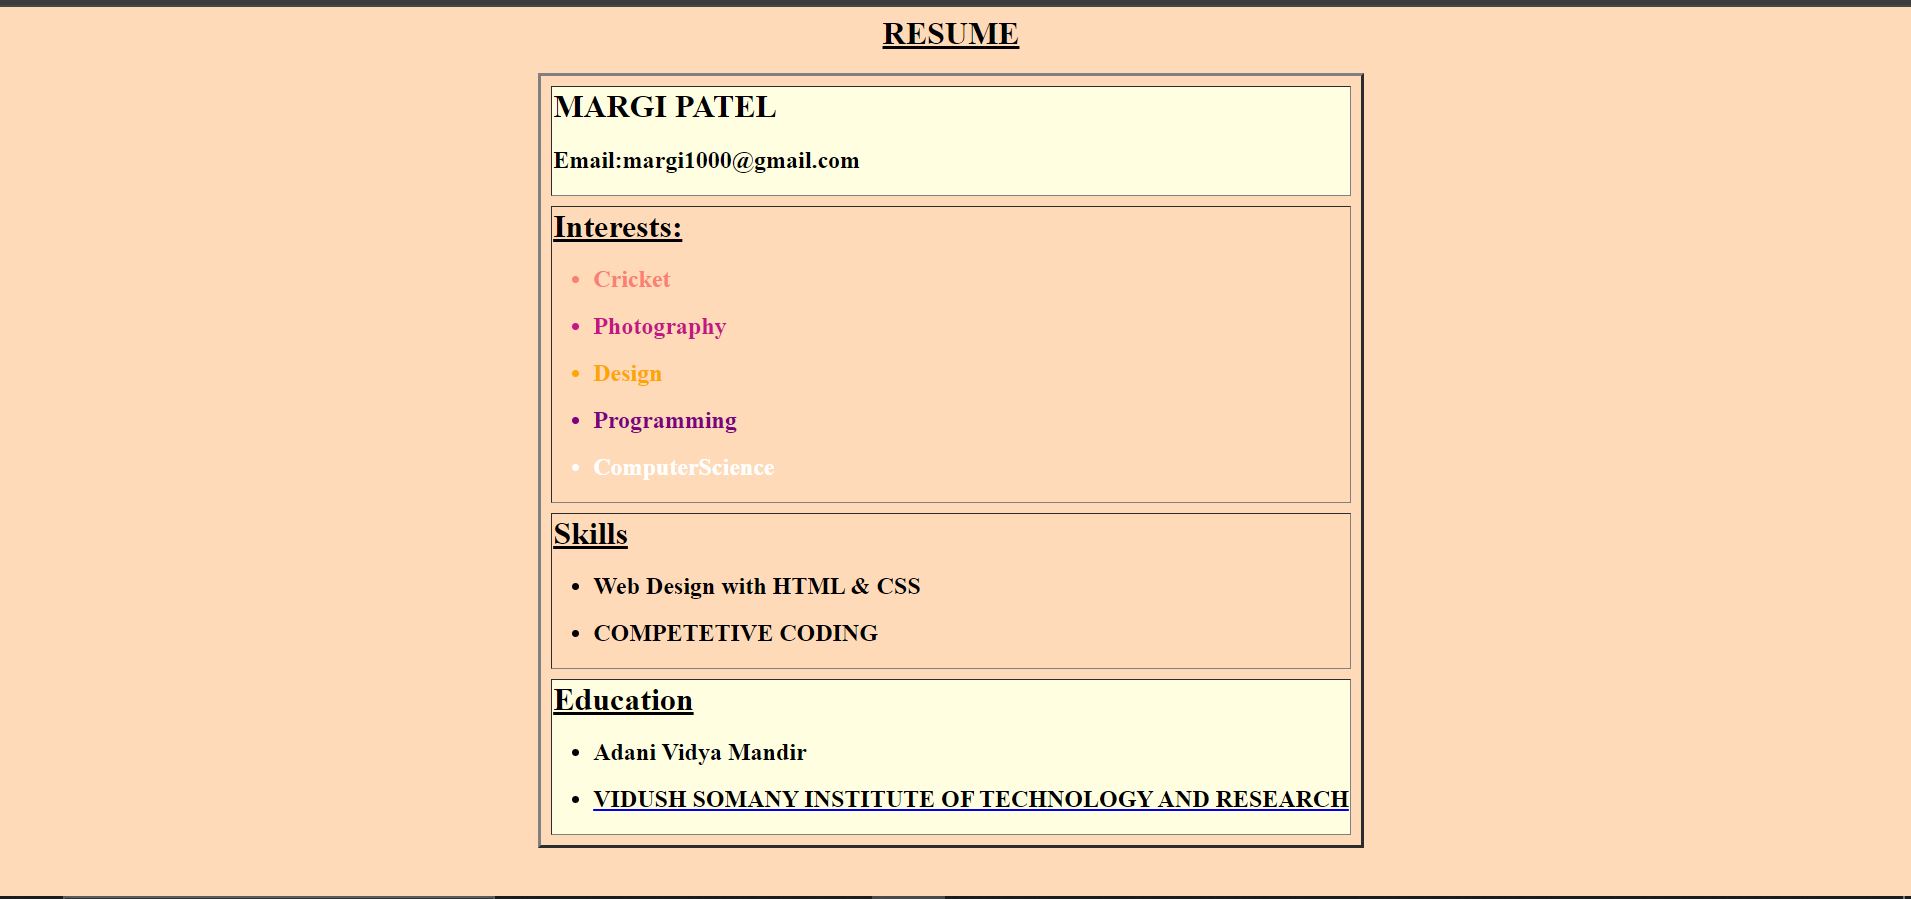 RESUME
MARGI PATEL
Email:margi1000@gmail.com
Interests:
• Cricket
• Photography
• Design
• Programming
• ComputerScience
Skills
• Web Design with HTML & CSS
• COMPETETIVE CODING
Education
• Adani Vidya Mandir
• VIDUSH SOMANY INSTITUTE OF TECHNOLOGY AND RESEARCH